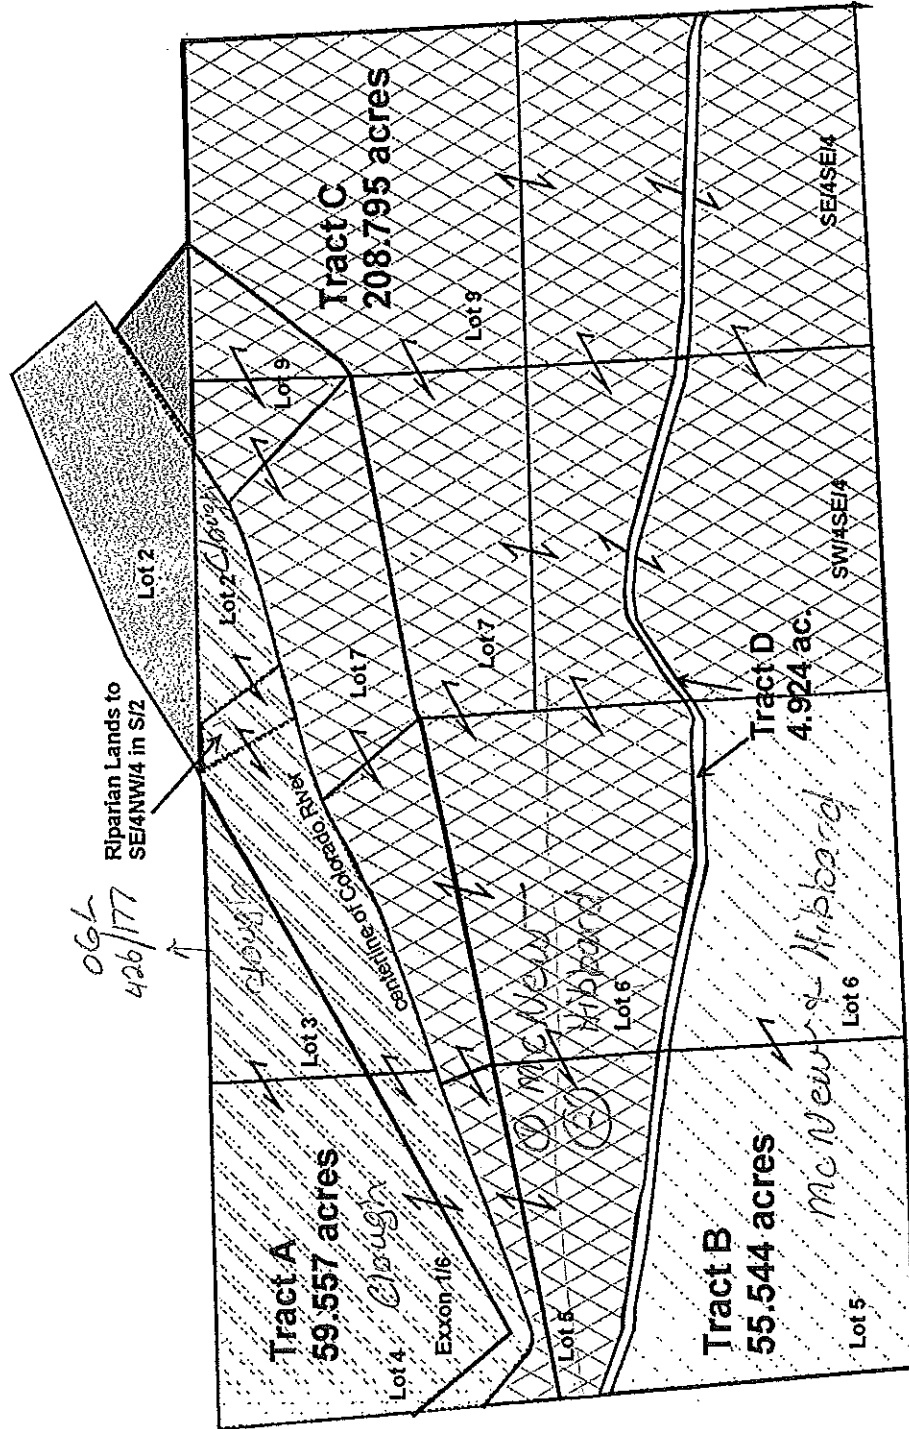 OGL
426/177
Riparian Lands to
SE/4NW/4 in S/2
Lot 2
Lot 2 Clough
Lot 9
Tract C
208.795 acres
Lot 9
Clough
Lot 3
centerline of Colorado River
Lot 7
Lot 7
Tract A
59.557 acres
Lot 4 Clough
Exxon 1/6
① McNew
② Hibbard
Lot 6
Lot 5
Tract D
4.924 ac.
SW/4SE/4
SE/4SE/4
Tract B
55.544 acres
McNew & Hibbard
Lot 5
Lot 6